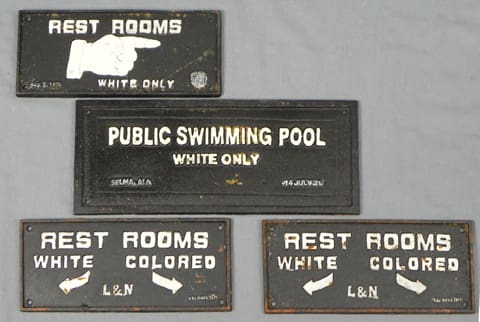 REST ROOMS
WHITE ONLY
PUBLIC SWIMMING POOL
WHITE ONLY
SELMA, ALA.
REST ROOMS
WHITE COLORED
L&N
REST ROOMS
WHITE COLORED
L&N